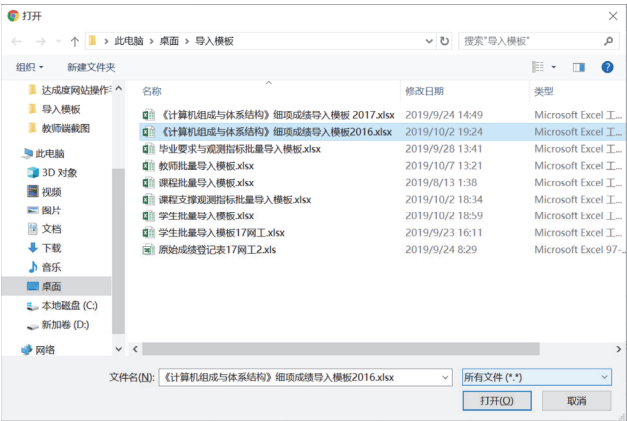 打开
此电脑 › 桌面 › 导入模板
搜索"导入模板"
组织
新建文件夹
名称 修改日期 类型
达成度网站操作
导入模板
教师端截图
此电脑
3D 对象
视频
图片
文档
下载
音乐
桌面
本地磁盘 (C:)
新加卷 (D:)
网络
《计算机组成与体系结构》细项成绩导入模板 2017.xlsx 2019/9/24 14:49 Microsoft Excel 工...
《计算机组成与体系结构》细项成绩导入模板2016.xlsx 2019/10/2 19:24 Microsoft Excel 工...
毕业要求与观测指标批量导入模板.xlsx 2019/9/28 13:41 Microsoft Excel 工...
教师批量导入模板.xlsx 2019/10/7 13:21 Microsoft Excel 工...
课程批量导入模板.xlsx 2019/8/13 1:38 Microsoft Excel 工...
课程支撑观测指标批量导入模板.xlsx 2019/10/2 18:34 Microsoft Excel 工...
学生批量导入模板.xlsx 2019/10/2 18:59 Microsoft Excel 工...
学生批量导入模板17网工.xlsx 2019/9/23 16:11 Microsoft Excel 工...
原始成绩登记表17网工2.xls 2019/9/24 8:29 Microsoft Excel 97-...
文件名(N): 《计算机组成与体系结构》细项成绩导入模板2016.xlsx 所有文件 (*.*)
打开(O) 取消